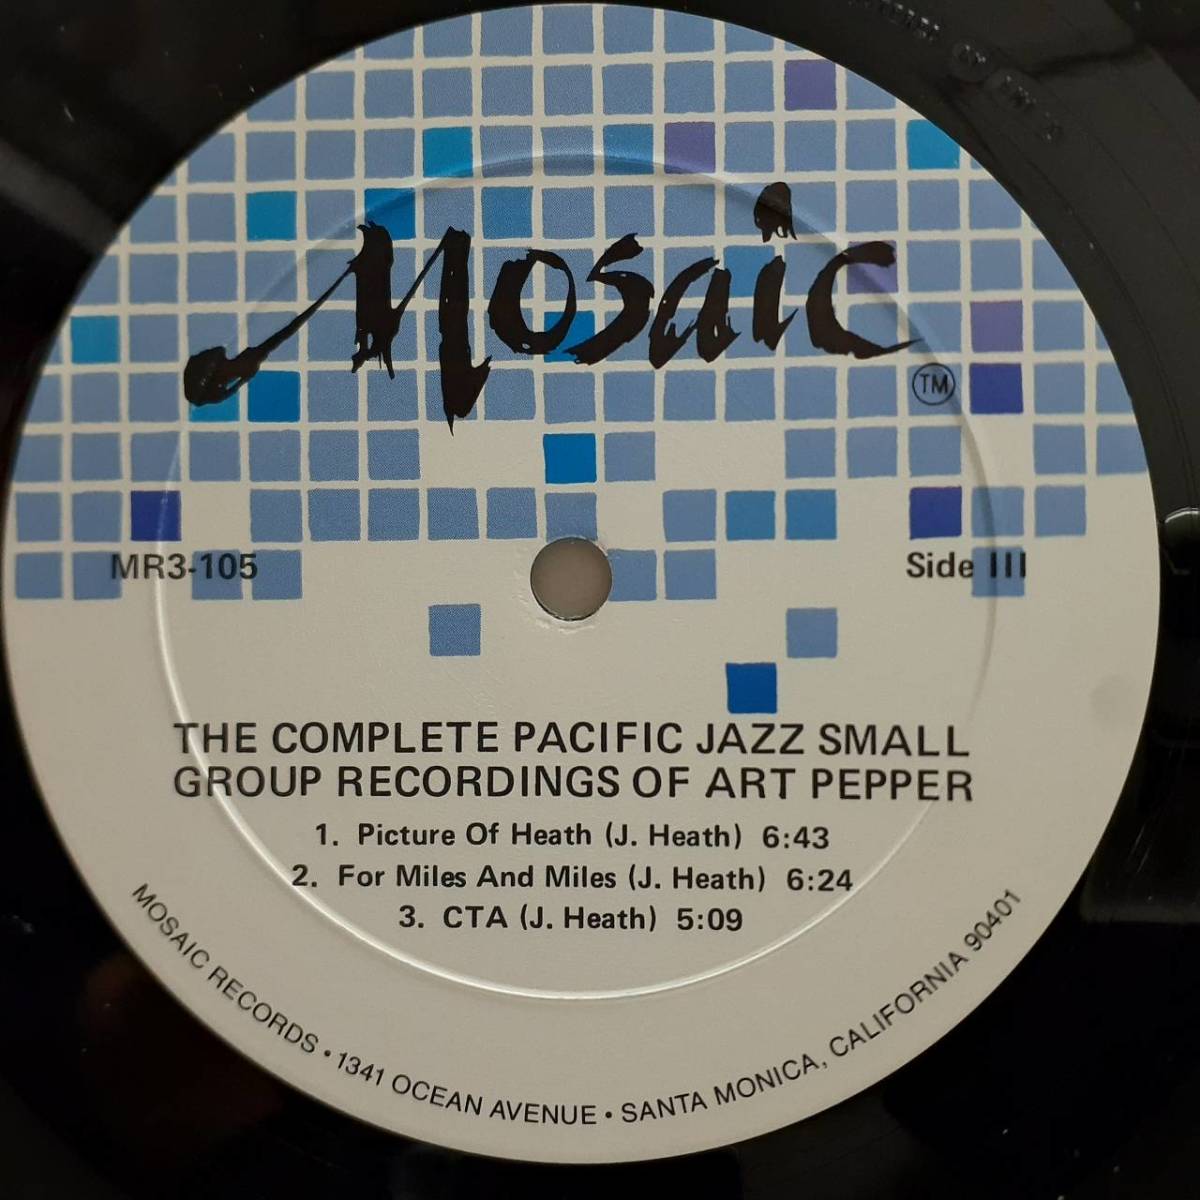 Mosaic
TM
MR3-105
Side III
THE COMPLETE PACIFIC JAZZ SMALL
GROUP RECORDINGS OF ART PEPPER
1. Picture Of Heath (J. Heath) 6:43
2. For Miles And Miles (J. Heath) 6:24
3. CTA (J. Heath) 5:09
MOSAIC RECORDS • 1341 OCEAN AVENUE • SANTA MONICA, CALIFORNIA 90401